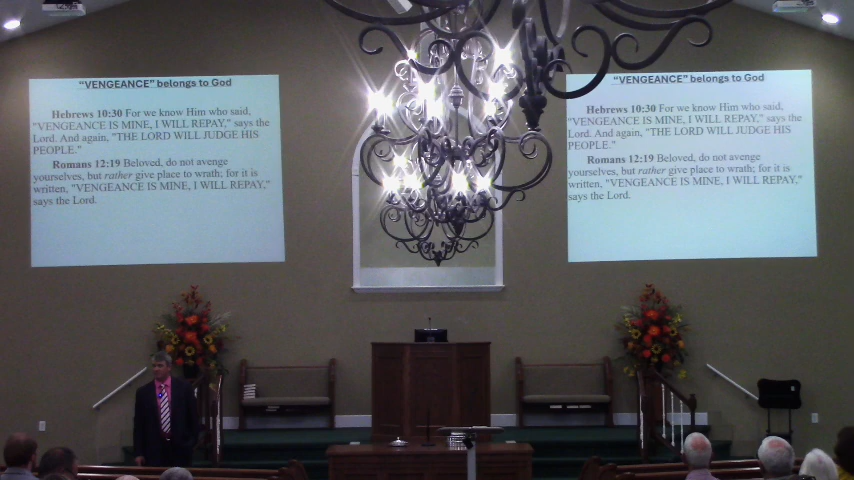 "VENGEANCE" belongs to God
Hebrews 10:30 For we know Him who said,
"VENGEANCE IS MINE, I WILL REPAY," says the
Lord. And again, "THE LORD WILL JUDGE HIS
PEOPLE."
Romans 12:19 Beloved, do not avenge
yourselves, but rather give place to wrath; for it is
written, "VENGEANCE IS MINE, I WILL REPAY,"
says the Lord.
"VENGEANCE" belongs to God
Hebrews 10:30 For we know Him who said,
"VENGEANCE IS MINE, I WILL REPAY," says the
Lord. And again, "THE LORD WILL JUDGE HIS
PEOPLE."
Romans 12:19 Beloved, do not avenge
yourselves, but rather give place to wrath; for it is
written, "VENGEANCE IS MINE, I WILL REPAY,"
says the Lord.